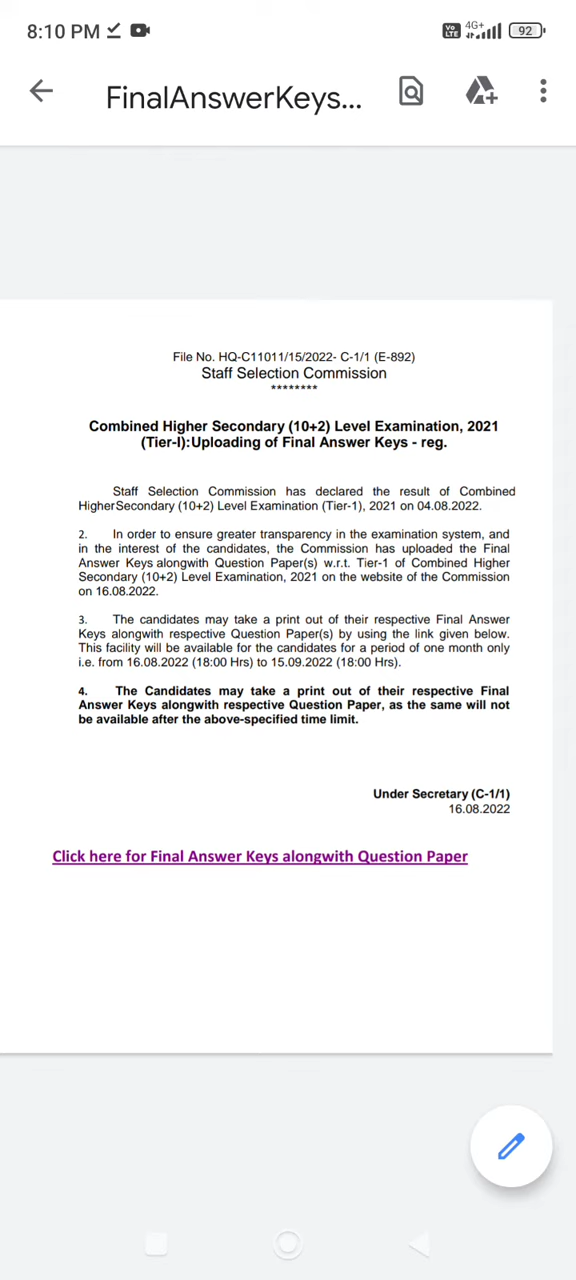 8:10 PM
Vo LTE 4G+ 92
FinalAnswerKeys...
File No. HQ-C11011/15/2022- C-1/1 (E-892)
Staff Selection Commission
********
Combined Higher Secondary (10+2) Level Examination, 2021
(Tier-I):Uploading of Final Answer Keys - reg.
Staff Selection Commission has declared the result of Combined
HigherSecondary (10+2) Level Examination (Tier-1), 2021 on 04.08.2022.
2. In order to ensure greater transparency in the examination system, and
in the interest of the candidates, the Commission has uploaded the Final
Answer Keys alongwith Question Paper(s) w.r.t. Tier-1 of Combined Higher
Secondary (10+2) Level Examination, 2021 on the website of the Commission
on 16.08.2022.
3. The candidates may take a print out of their respective Final Answer
Keys alongwith respective Question Paper(s) by using the link given below.
This facility will be available for the candidates for a period of one month only
i.e. from 16.08.2022 (18:00 Hrs) to 15.09.2022 (18:00 Hrs).
4. The Candidates may take a print out of their respective Final
Answer Keys alongwith respective Question Paper, as the same will not
be available after the above-specified time limit.
Under Secretary (C-1/1)
16.08.2022
Click here for Final Answer Keys alongwith Question Paper